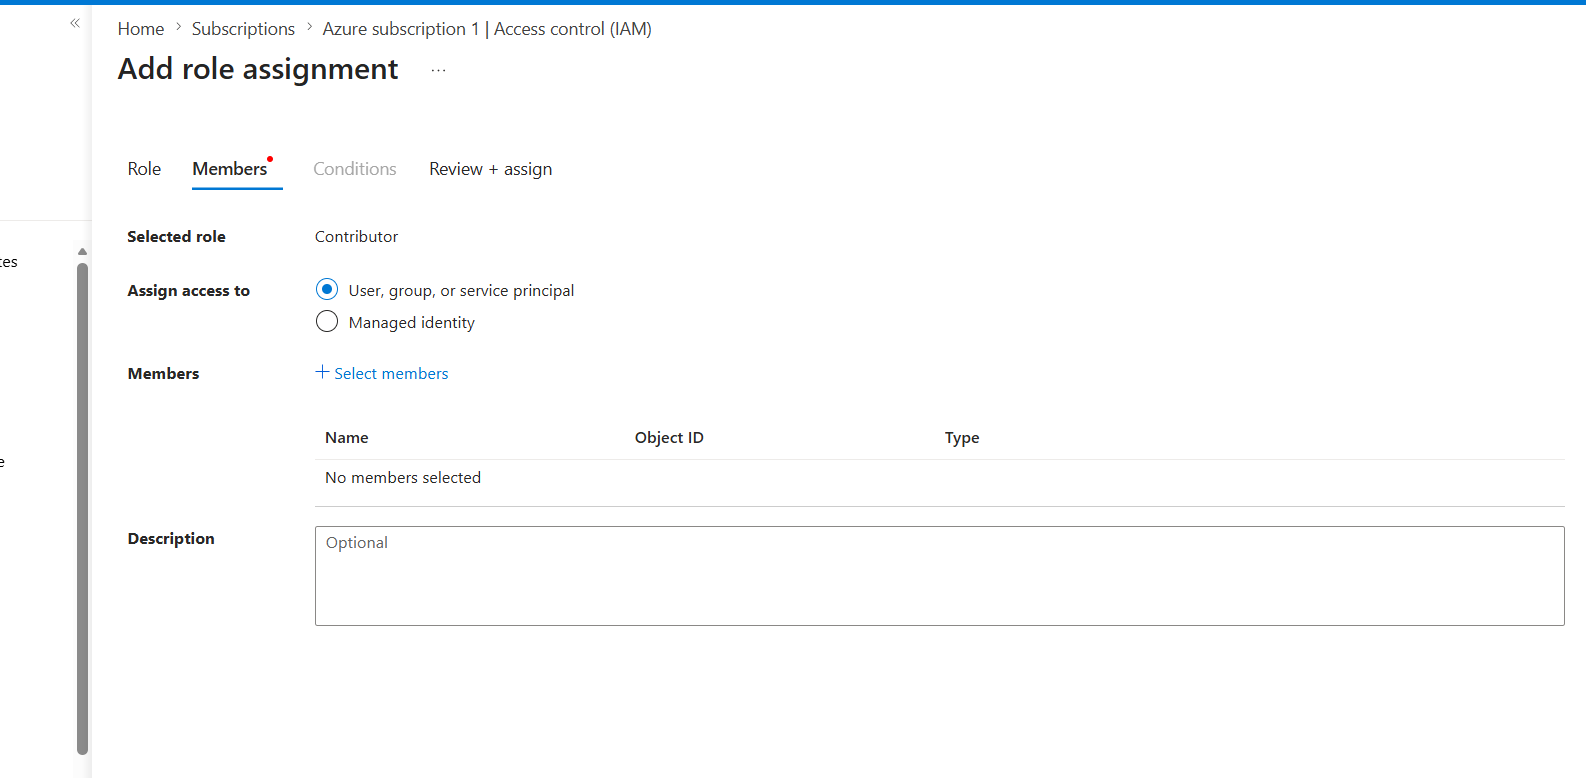 Home > Subscriptions > Azure subscription 1 | Access control (IAM)
Add role assignment ...
Role Members Conditions Review + assign
Selected role Contributor
Assign access to User, group, or service principal
Managed identity
Members + Select members
Name Object ID Type
No members selected
Description Optional
tes
e